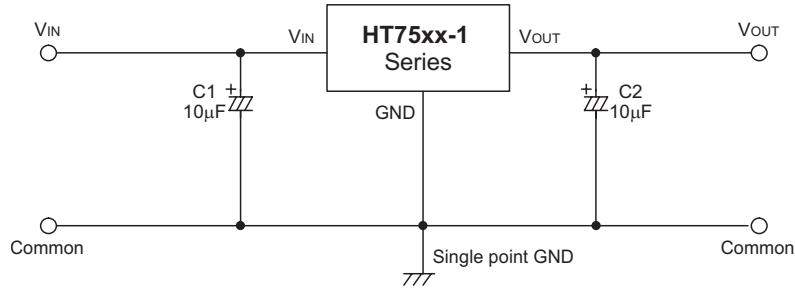 VIN
VIN
HT75xx-1
Series
VOUT
VOUT
C1 +
10μF
GND
+ C2
10μF
Common
Single point GND
Common